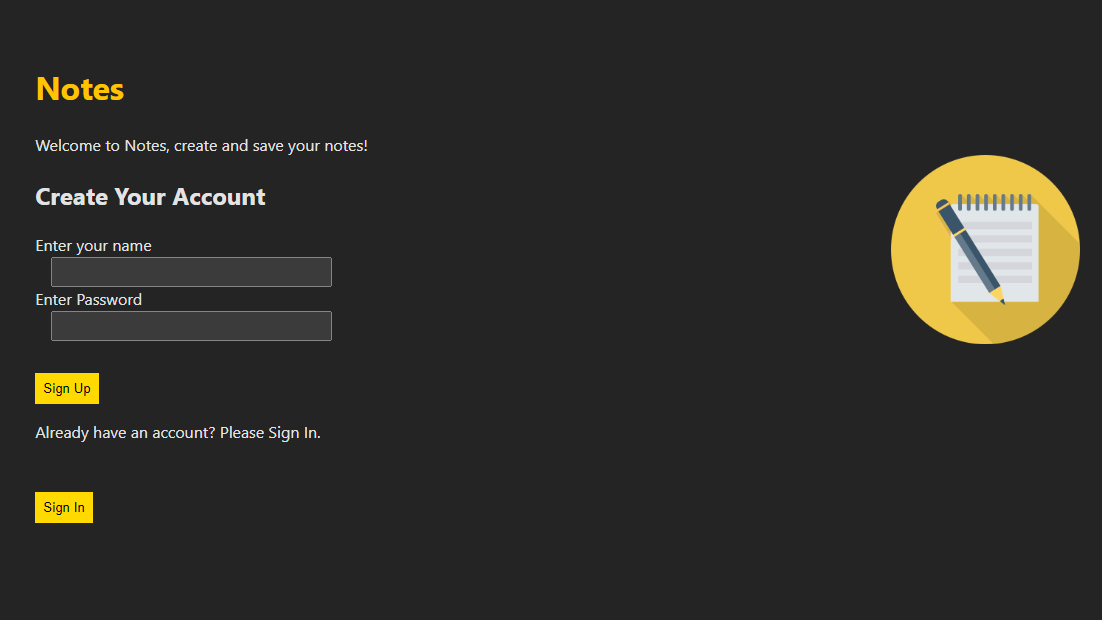 Notes
Welcome to Notes, create and save your notes!
Create Your Account
Enter your name
Enter Password
Sign Up
Already have an account? Please Sign In.
Sign In